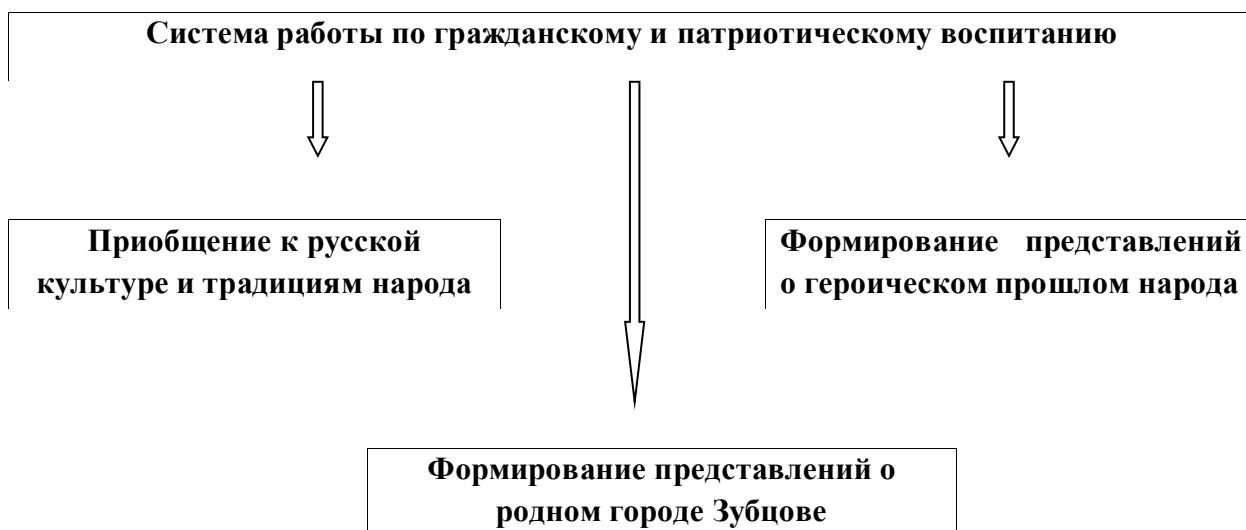 Система работы по гражданскому и патриотическому воспитанию
Приобщение к русской
культуре и традициям народа
Формирование представлений
о героическом прошлом народа
Формирование представлений о
родном городе Зубцове